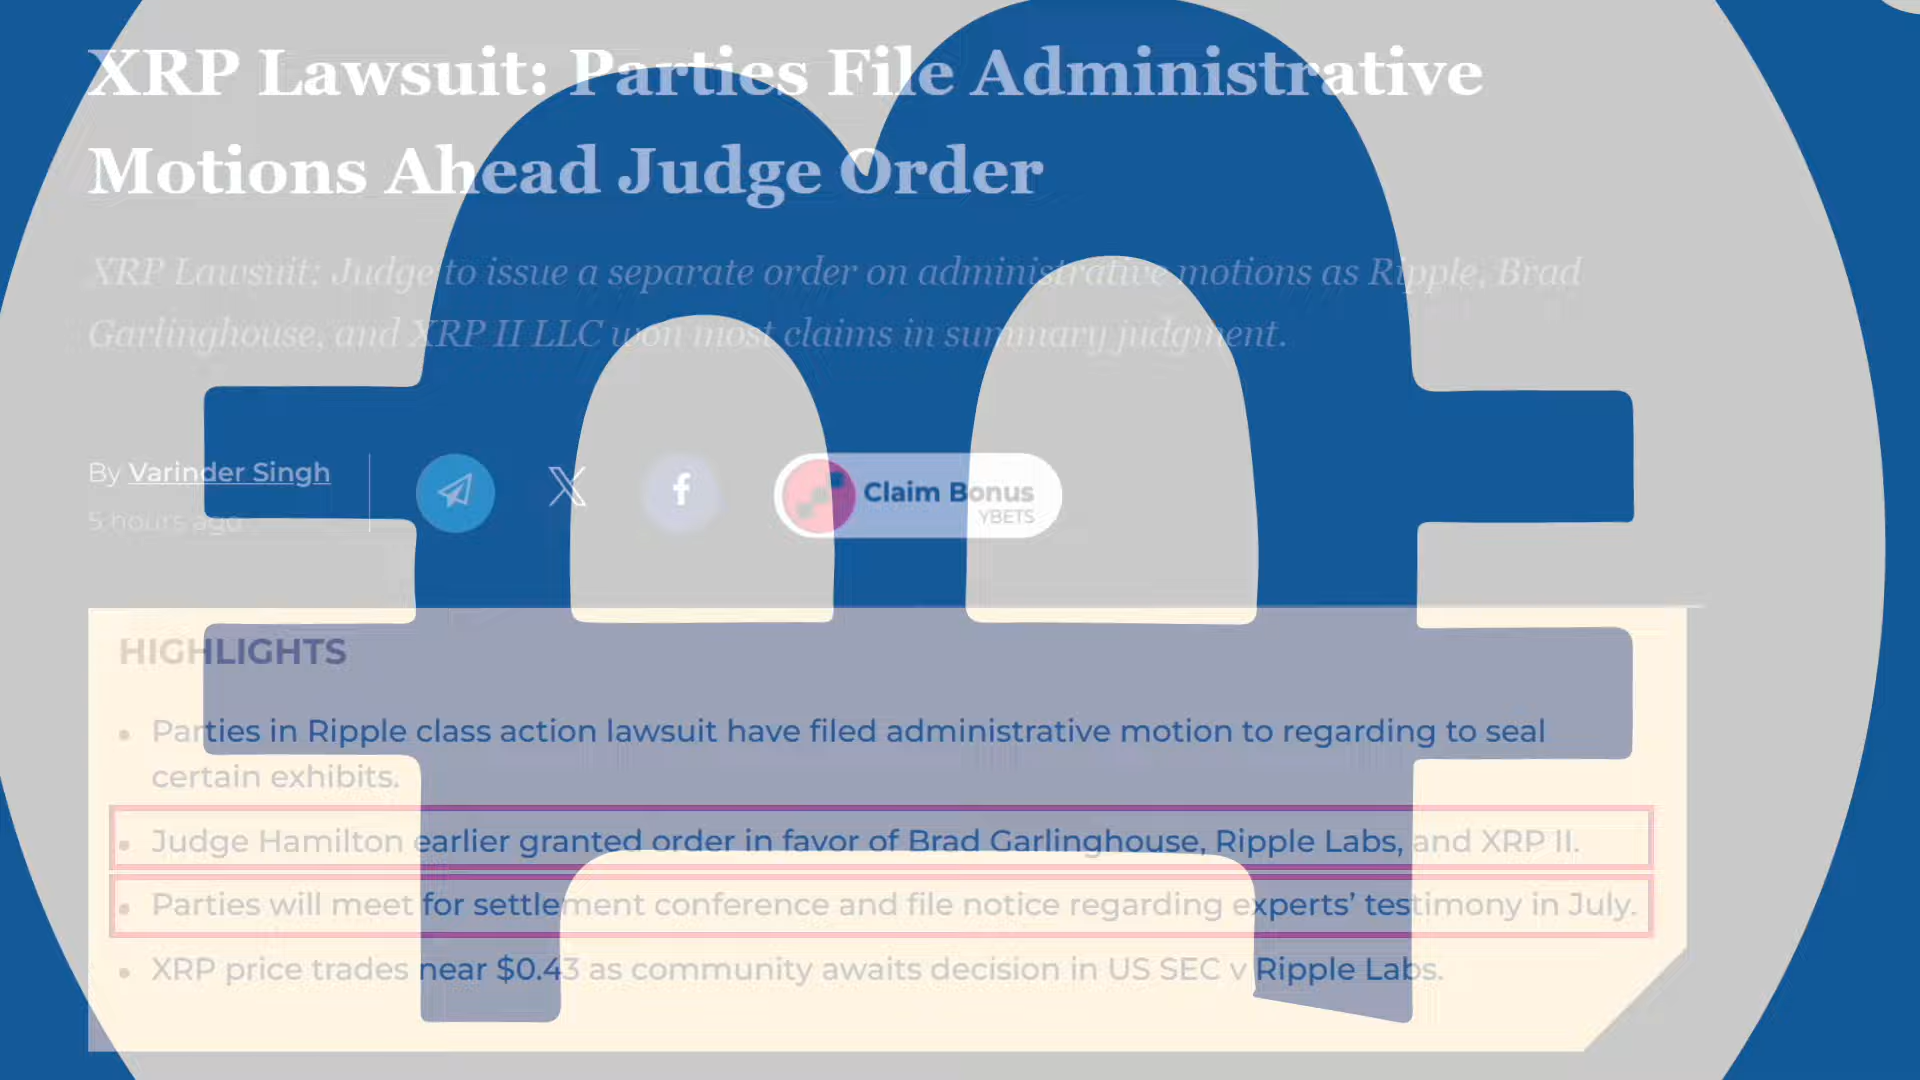 XRP Lawsuit: Parties File Administrative
Motions Ahead Judge Order
XRP Lawsuit: Judge to issue a separate order on administrative motions as Ripple, Brad
Garlinghouse, and XRP II LLC won most claims in summary judgment.
By Varinder Singh
5 hours ago
Claim Bonus
YBETS
HIGHLIGHTS
• Parties in Ripple class action lawsuit have filed administrative motion to regarding to seal
certain exhibits.
• Judge Hamilton earlier granted order in favor of Brad Garlinghouse, Ripple Labs, and XRP II.
• Parties will meet for settlement conference and file notice regarding experts’ testimony in July.
• XRP price trades near $0.43 as community awaits decision in US SEC v Ripple Labs.